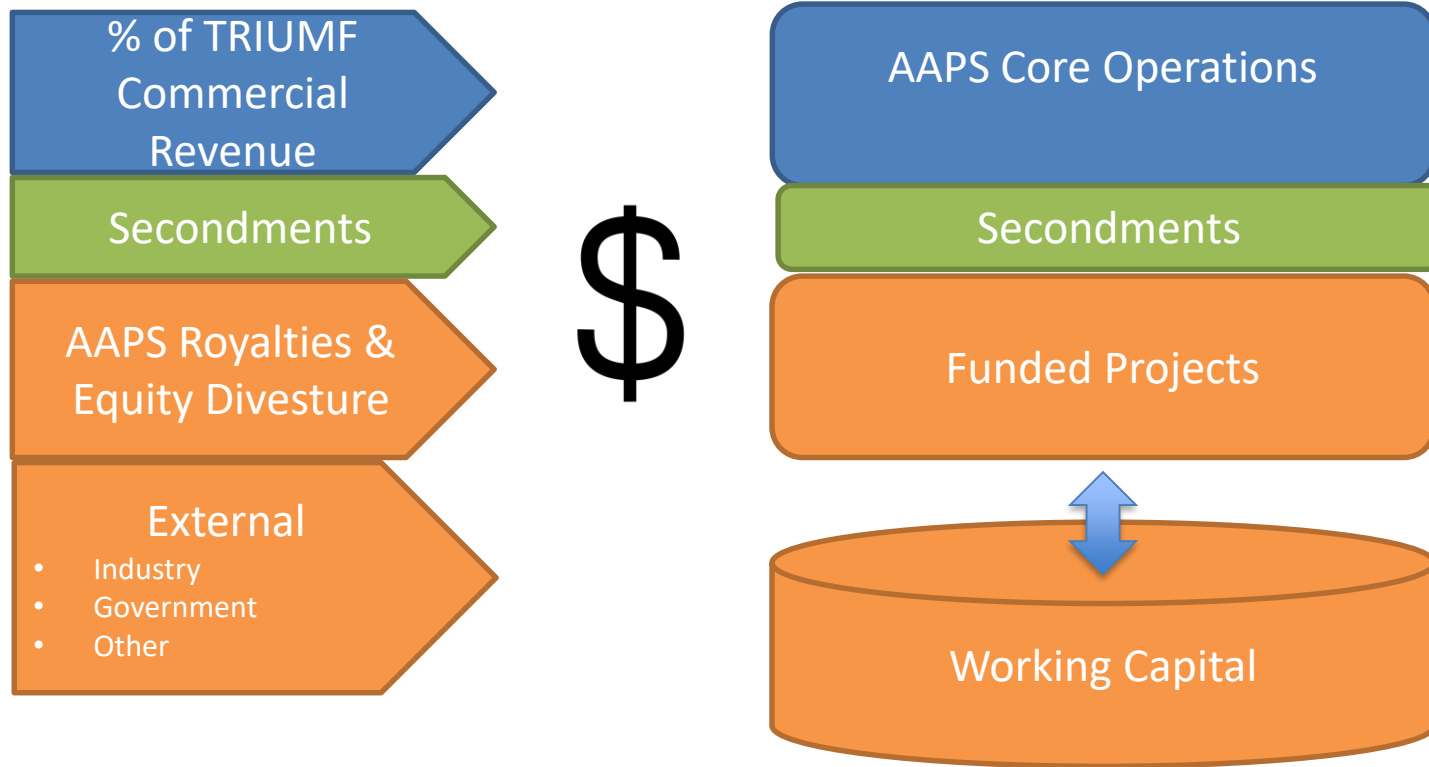 % of TRIUMF
Commercial
Revenue
Secondments
AAPS Royalties &
Equity Divesture
External
• Industry
• Government
• Other
$
AAPS Core Operations
Secondments
Funded Projects
Working Capital